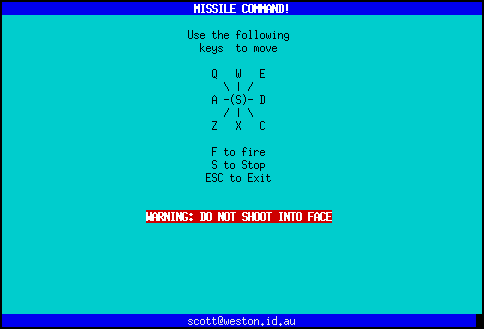 MISSILE COMMAND!
Use the following
keys  to move
Q   W   E
\ | /
A -(S)- D
/ | \
Z   X   C
F to fire
S to Stop
ESC to Exit
WARNING: DO NOT SHOOT INTO FACE
scott@weston.id.au